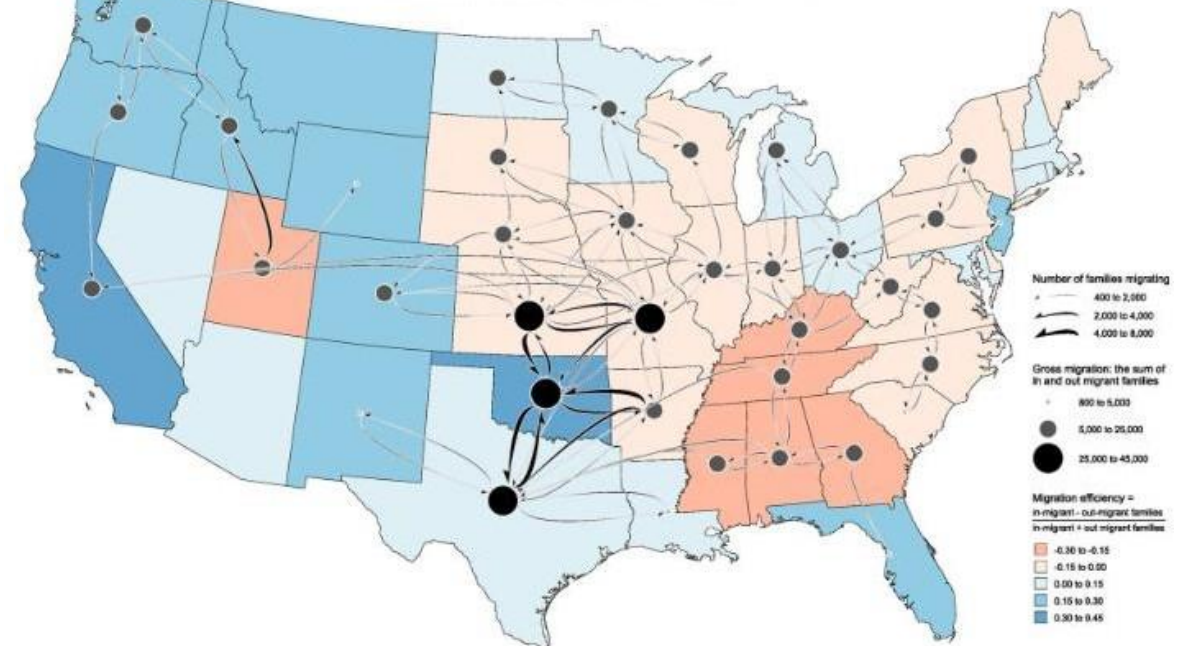 Number of families migrating
400 to 2,000
2,000 to 4,000
4,000 to 8,000
Gross migration: the sum of
in and out migrant families
800 to 5,000
5,000 to 25,000
25,000 to 45,000
Migration efficiency =
in-migrant - out-migrant families
in-migrant + out migrant families
-0.30 to -0.15
-0.15 to 0.00
0.00 to 0.15
0.15 to 0.30
0.30 to 0.45